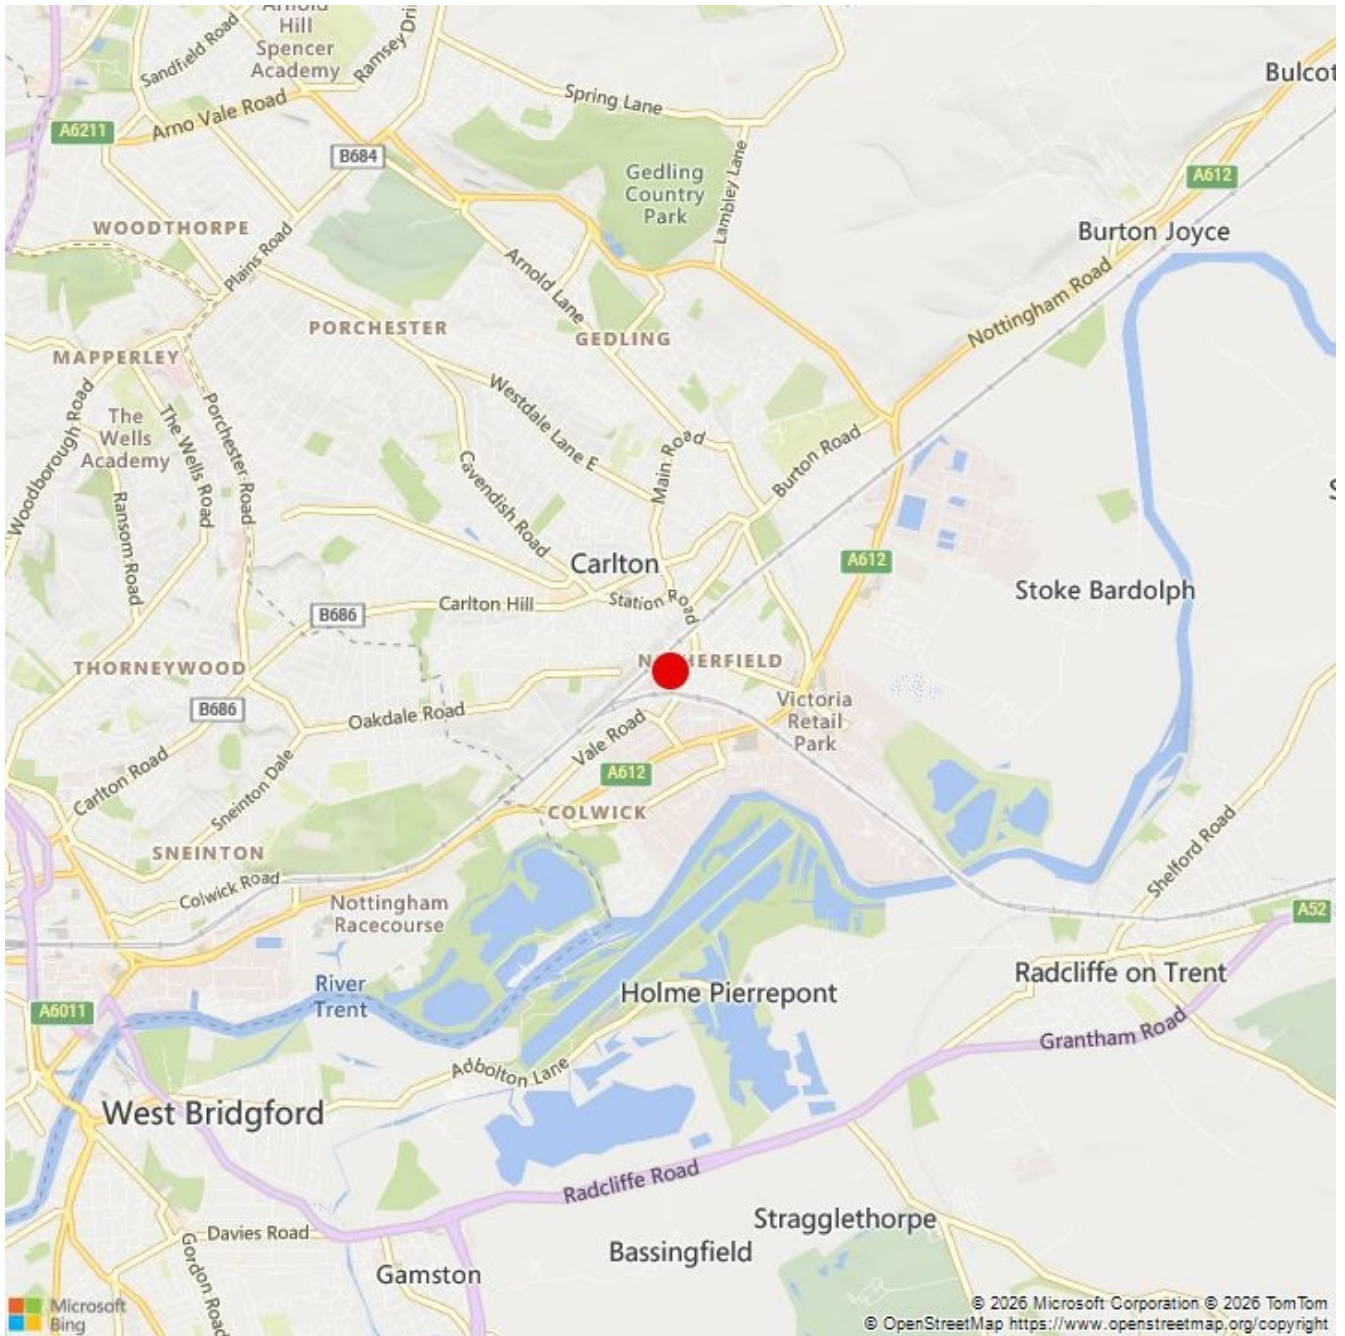 Arnold
Hill
Spencer
Academy
Sandfield Road
Ramsey Dri
Spring Lane
Bulcot
A6211
Arno Vale Road
B684
Gedling
Country
Park
Lambley Lane
A612
WOODTHORPE
Plains Road
Burton Joyce
Arnold Lane
Nottingham Road
PORCHESTER
GEDLING
MAPPERLEY
Woodborough Road
The
Wells
Academy
The Wells Road
Porchester Road
Westdale Lane E
Main Road
Burton Road
Cavendish Road
Ransom Road
S
Carlton
A612
Stoke Bardolph
Carlton Hill
Station Road
B686
THORNEYWOOD
N HERFIELD
B686
Oakdale Road
Vale Road
Victoria
Retail
Park
A612
Carlton Road
Sneinton Dale
COLWICK
SNEINTON
Colwick Road
Shelford Road
Nottingham
Racecourse
A52
River
Trent
Holme Pierrepont
Radcliffe on Trent
A6011
Grantham Road
Adbolton Lane
West Bridgford
Radcliffe Road
Stragglethorpe
Davies Road
Bassingfield
Gordon Road
Gamston
Microsoft
Bing
© 2026 Microsoft Corporation © 2026 TomTom
© OpenStreetMap https://www.openstreetmap.org/copyright